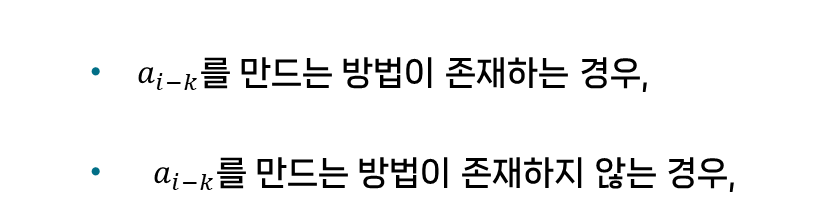 • a_{i-k}를 만드는 방법이 존재하는 경우,
• a_{i-k}를 만드는 방법이 존재하지 않는 경우,